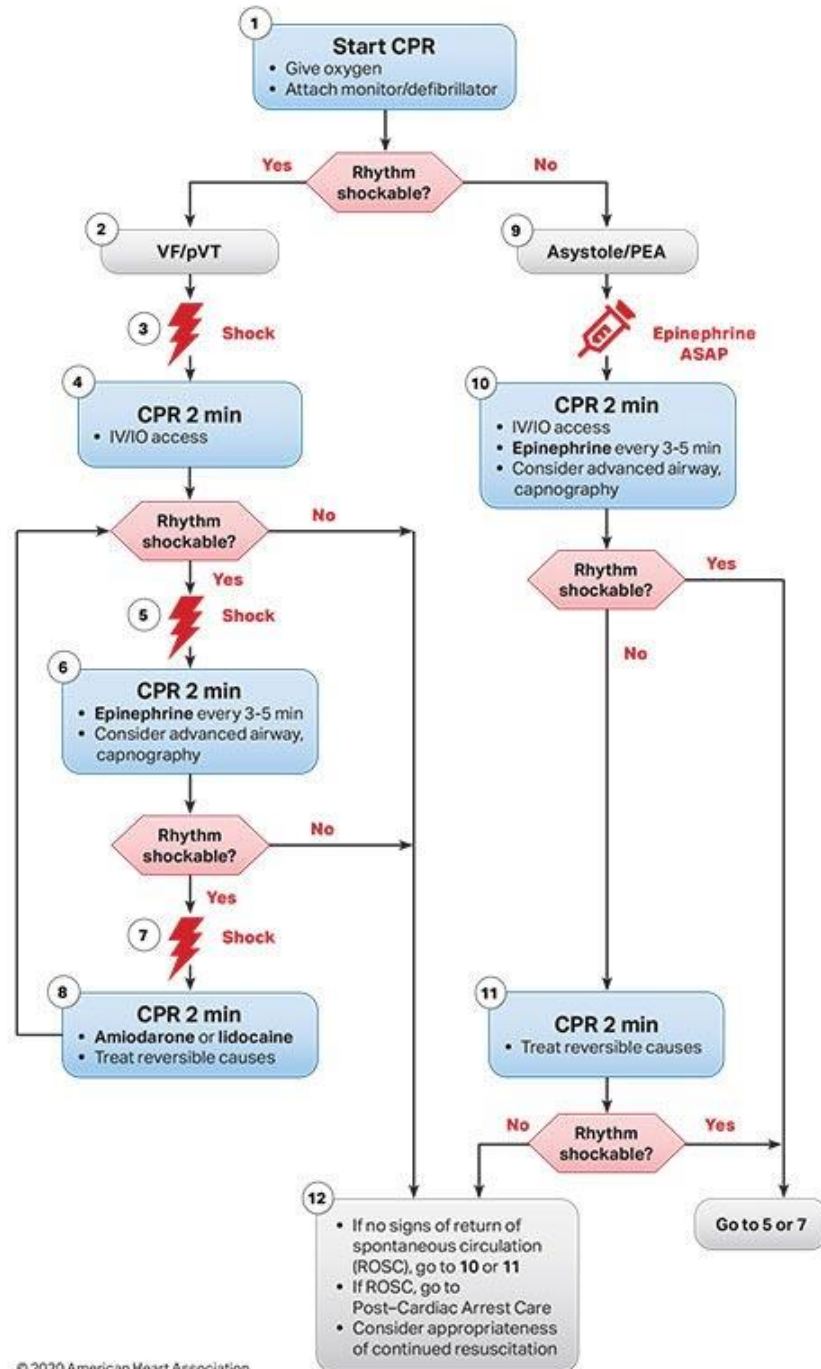 1
Start CPR
• Give oxygen
• Attach monitor/defibrillator
Rhythm
shockable?
Yes
No
2
VF/pVT
3
Shock
4
CPR 2 min
• IV/IO access
Rhythm
shockable?
No
Yes
5
Shock
6
CPR 2 min
• Epinephrine every 3-5 min
• Consider advanced airway,
capnography
Rhythm
shockable?
No
Yes
7
Shock
8
CPR 2 min
• Amiodarone or lidocaine
• Treat reversible causes
9
Asystole/PEA
Epinephrine
ASAP
10
CPR 2 min
• IV/IO access
• Epinephrine every 3-5 min
• Consider advanced airway,
capnography
Rhythm
shockable?
Yes
No
11
CPR 2 min
• Treat reversible causes
Rhythm
shockable?
No
Yes
12
• If no signs of return of
spontaneous circulation
(ROSC), go to 10 or 11
• If ROSC, go to
Post–Cardiac Arrest Care
• Consider appropriateness
of continued resuscitation
Go to 5 or 7
© 2020 American Heart Association